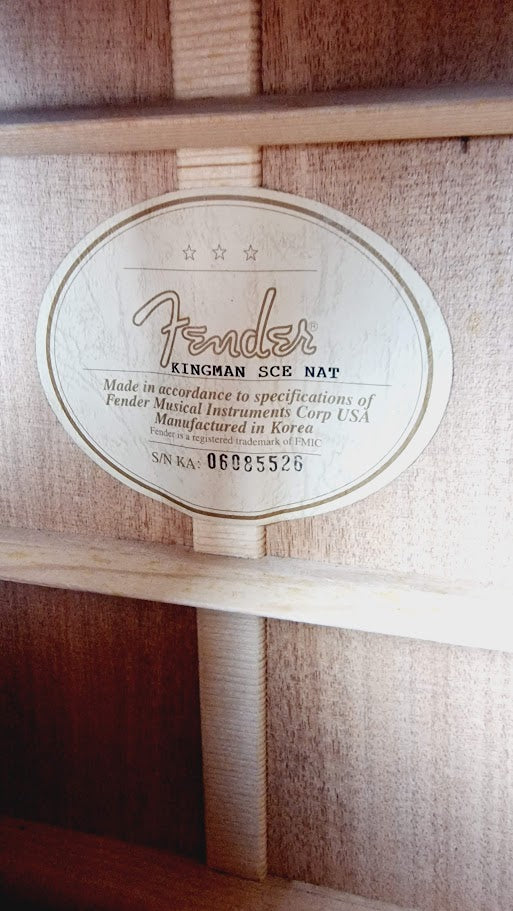 Fender®
KINGMAN SCE NAT
Made in accordance to specifications of
Fender Musical Instruments Corp USA
Manufactured in Korea
Fender is a registered trademark of FMIC
S/N KA: 06085526